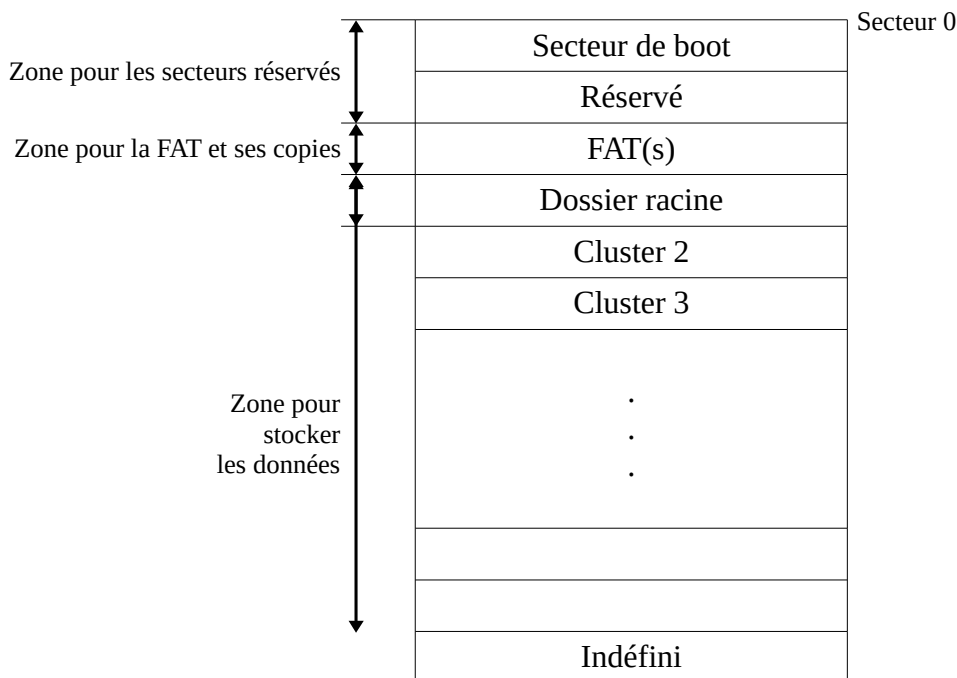 Secteur 0
Secteur de boot
Zone pour les secteurs réservés
Réservé
Zone pour la FAT et ses copies
FAT(s)
Dossier racine
Cluster 2
Cluster 3
.
.
.
Zone pour
stocker
les données
Indéfini